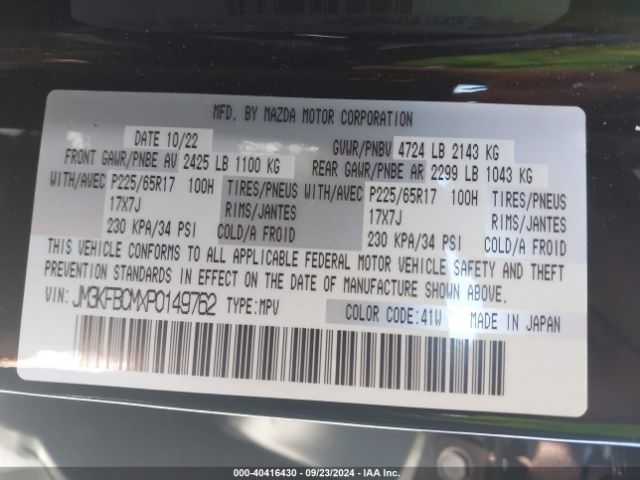 MFD. BY MAZDA MOTOR CORPORATION
DATE 10/22 GVWR/PNBV 4724 LB 2143 KG
FRONT GAWR/PNBE AV 2425 LB 1100 KG REAR GAWR/PNBE AR 2299 LB 1043 KG
WITH/AVEC P225/65R17 100H TIRES/PNEUS WITH/AVEC P225/65R17 100H TIRES/PNEUS
17X7J RIMS/JANTES 17X7J RIMS/JANTES
230 KPA/34 PSI COLD/A FROID 230 KPA/34 PSI COLD/A FROID
THIS VEHICLE CONFORMS TO ALL APPLICABLE FEDERAL MOTOR VEHICLE SAFETY AND THEFT
PREVENTION STANDARDS IN EFFECT ON THE DATE OF MANUFACTURE SHOWN ABOVE.
VIN: JM3KFBCMXP0149762 TYPE:MPV COLOR CODE:41W MADE IN JAPAN
000-40416430 - 09/23/2024 - IAA Inc.